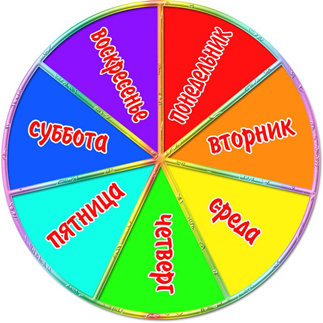 понедельник
вторник
среда
четверг
пятница
суббота
воскресенье